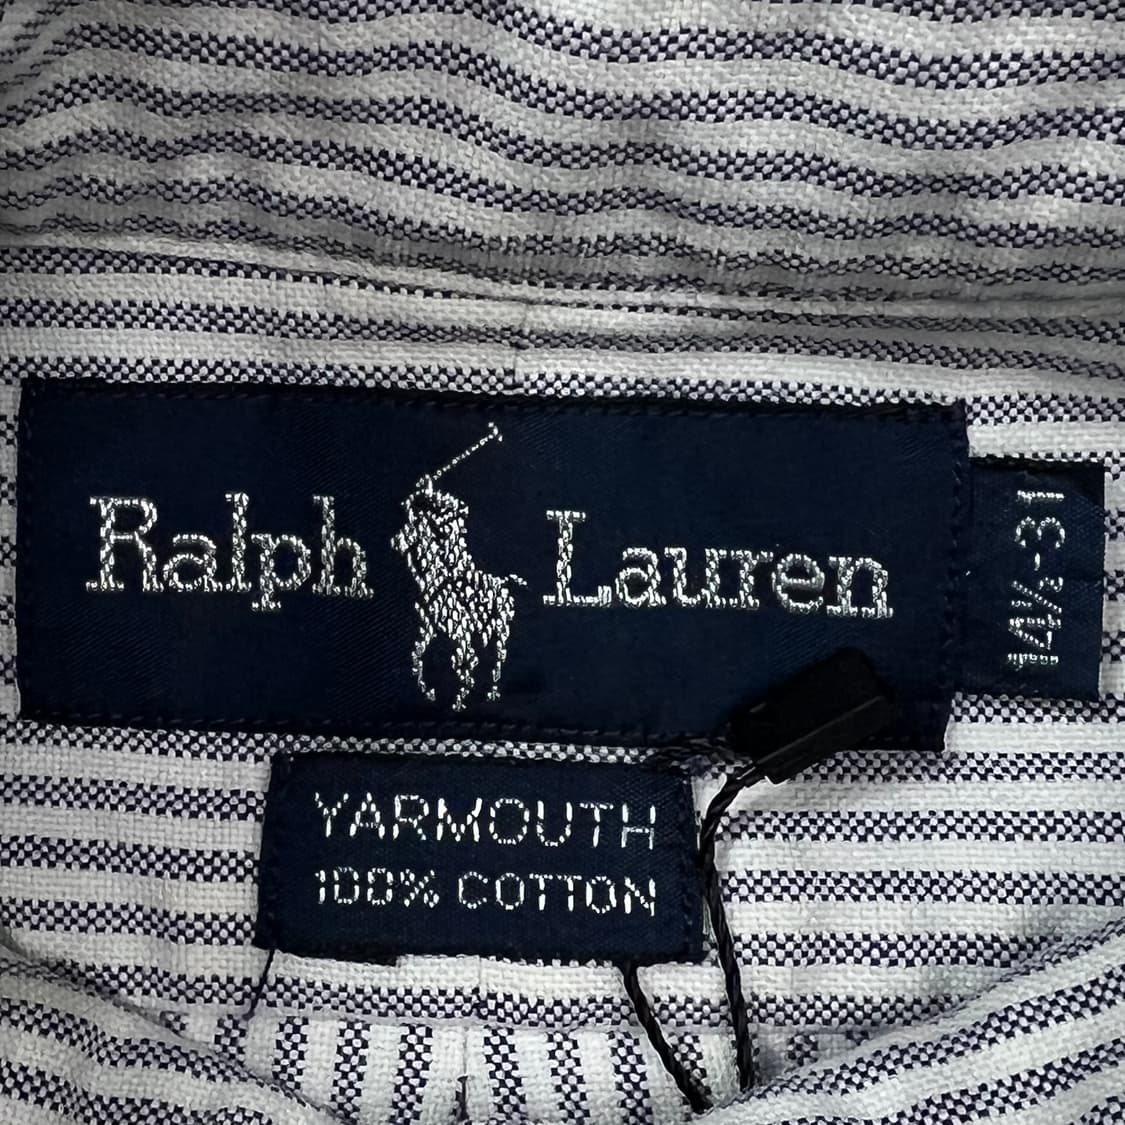 Ralph Lauren
14½-31
YARMOUTH
100% COTTON